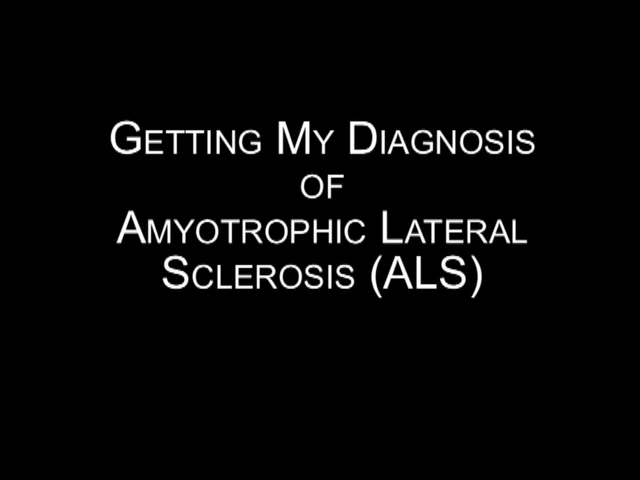 Getting My Diagnosis
of
Amyotrophic Lateral
Sclerosis (ALS)